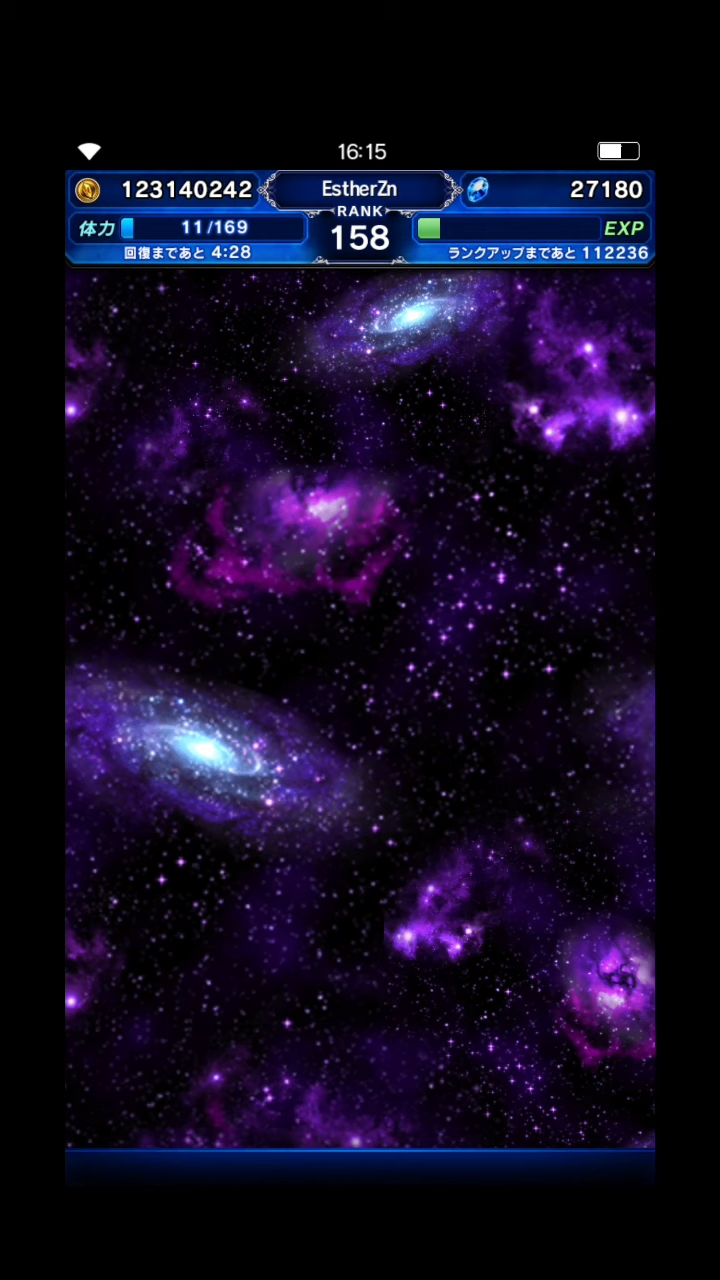 16:15
123140242
EstherZn
27180
体力 11/169
RANK
158
EXP
回復まであと 4:28
ランクアップまであと 112236